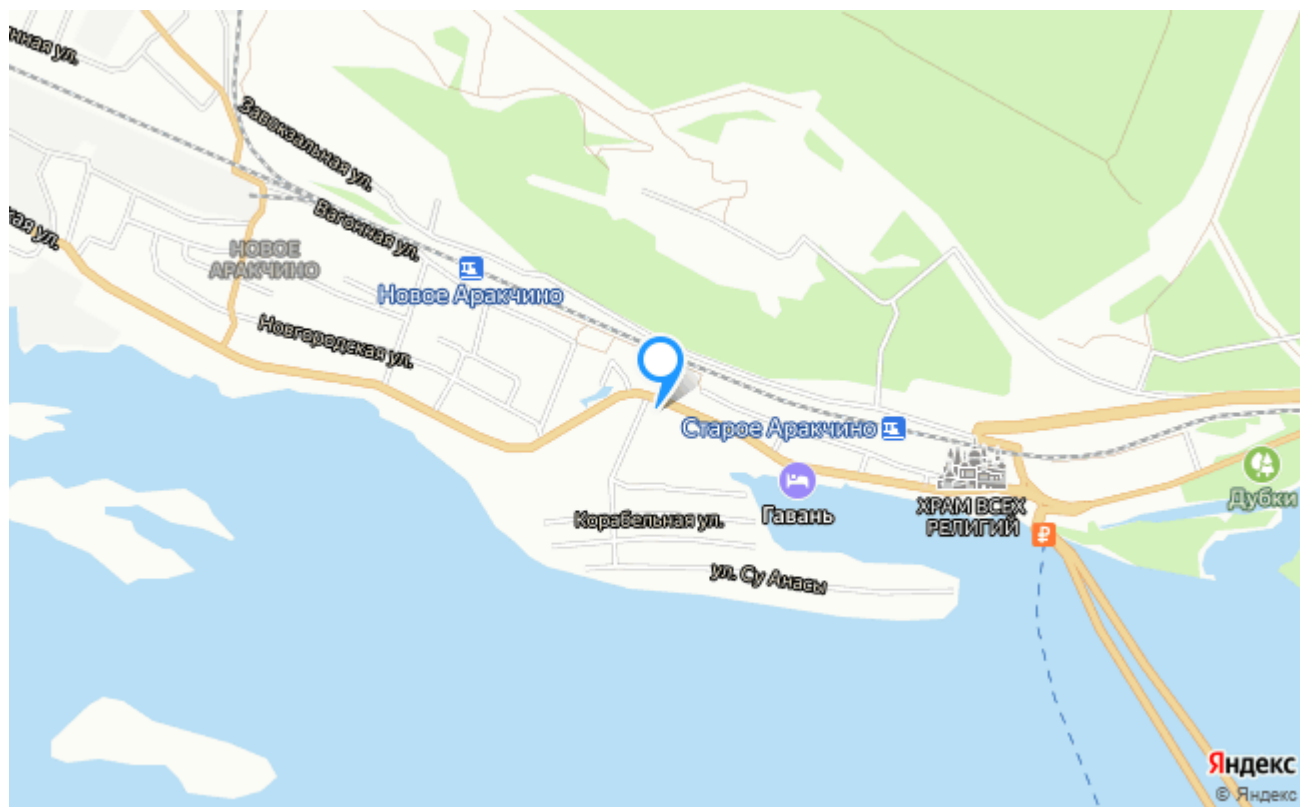 Завокзальная ул.
Вагонная ул.
НОВОЕ
АРАКЧИНО
Новое Аракчино
Новгородская ул.
Старое Аракчино
Гавань
ХРАМ ВСЕХ
РЕЛИГИЙ
Дубки
Корабельная ул.
ул. Су Анасы
Яндекс
© Яндекс